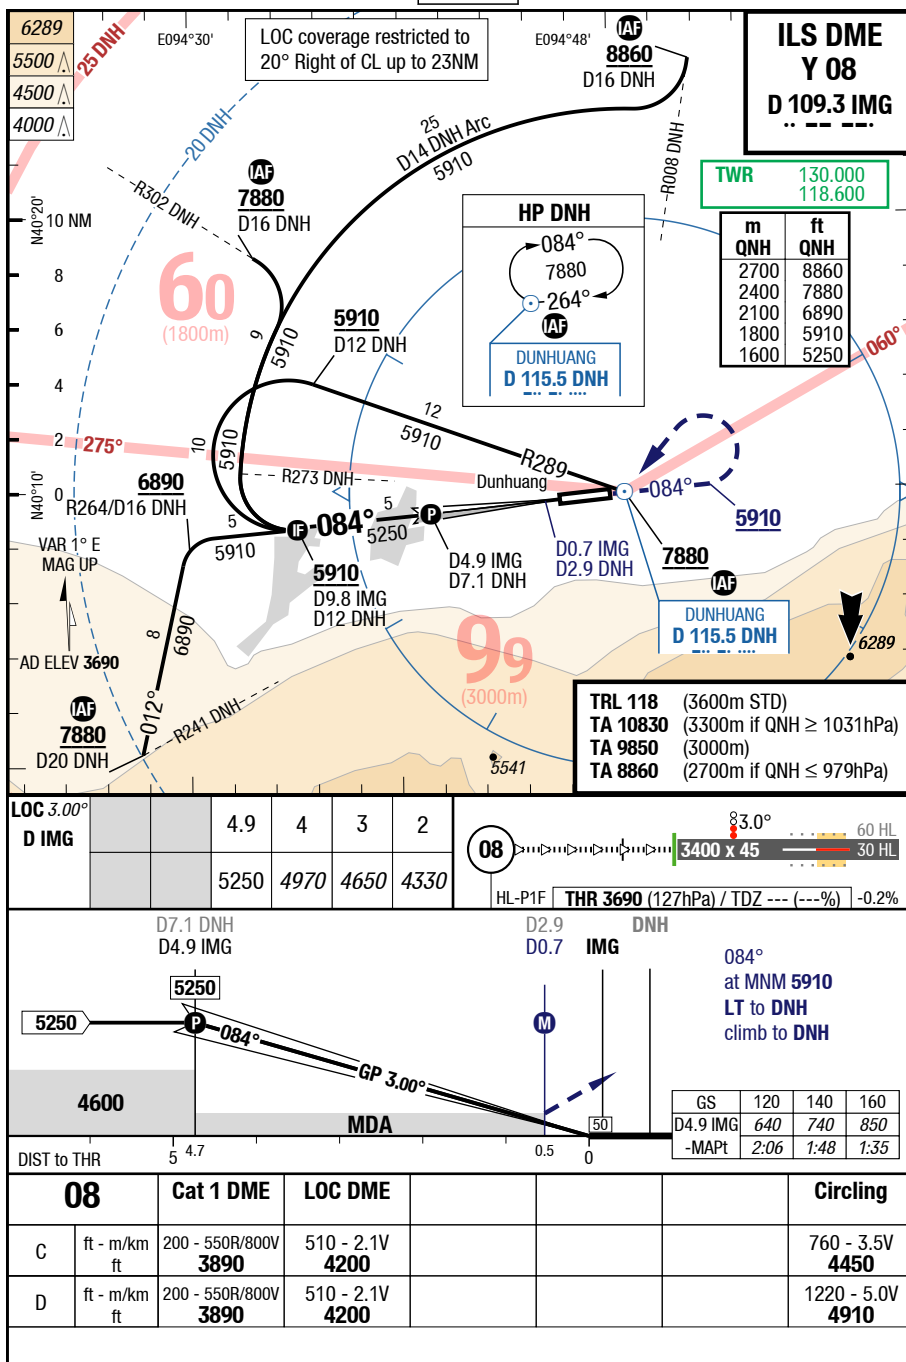 6289
5500
4500
4000
25 DNH
E094°30'
LOC coverage restricted to
20° Right of CL up to 23NM
E094°48'
IAF
8860
D16 DNH
ILS DME
Y 08
D 109.3 IMG
TWR 130.000
118.600
m ft
QNH QNH
2700 8860
2400 7880
2100 6890
1800 5910
1600 5250
20 DNH
25
D14 DNH Arc
5910
R008 DNH
IAF
7880
D16 DNH
R302 DNH
N40°20'
10 NM
8
6
4
2
0
N40°10'
60
(1800m)
HP DNH
084°
7880
264°
IAF
DUNHUANG
D 115.5 DNH
060°
9
5910
5910
D12 DNH
12
5910
R289
10
5910
275°
R273 DNH
Dunhuang
084°
5910
6890
R264/D16 DNH
5
5910
IF
084°
5
5250
P
D4.9 IMG
D7.1 DNH
D0.7 IMG
D2.9 DNH
7880
IAF
DUNHUANG
D 115.5 DNH
VAR 1° E
MAG UP
5910
D9.8 IMG
D12 DNH
AD ELEV 3690
8
6890
012°
R241 DNH
IAF
7880
D20 DNH
99
(3000m)
6289
5541
TRL 118 (3600m STD)
TA 10830 (3300m if QNH ≥ 1031hPa)
TA 9850 (3000m)
TA 8860 (2700m if QNH ≤ 979hPa)
LOC 3.00°
D IMG
4.9 4 3 2
5250 4970 4650 4330
08
3.0°
60 HL
3400 x 45
30 HL
HL-P1F
THR 3690 (127hPa) / TDZ --- (---%)
-0.2%
D7.1 DNH
D4.9 IMG
D2.9
D0.7
IMG
DNH
5250
5250
P
084°
GP 3.00°
M
084°
at MNM 5910
LT to DNH
climb to DNH
4600
MDA
50
DIST to THR 5 4.7 0.5 0
GS 120 140 160
D4.9 IMG 640 740 850
-MAPt 2:06 1:48 1:35
08 Cat 1 DME LOC DME Circling
C ft - m/km 200 - 550R/800V 510 - 2.1V 760 - 3.5V
ft 3890 4200 4450
D ft - m/km 200 - 550R/800V 510 - 2.1V 1220 - 5.0V
ft 3890 4200 4910